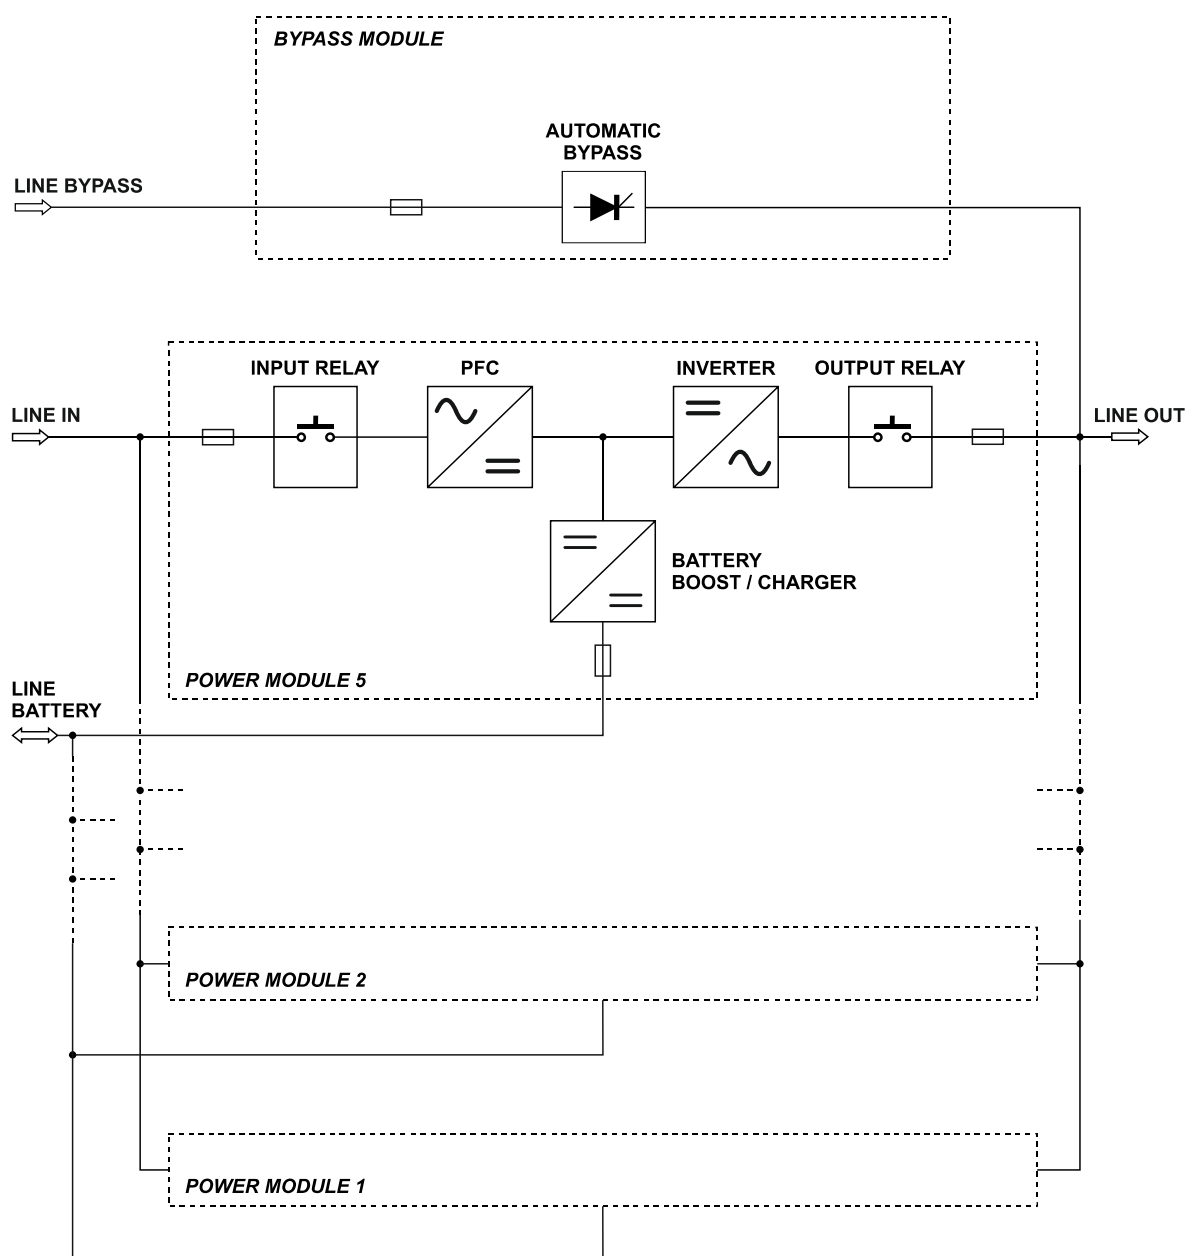 BYPASS MODULE
AUTOMATIC
BYPASS
LINE BYPASS
INPUT RELAY
PFC
INVERTER
OUTPUT RELAY
LINE IN
LINE OUT
BATTERY
BOOST / CHARGER
POWER MODULE 5
LINE
BATTERY
POWER MODULE 2
POWER MODULE 1